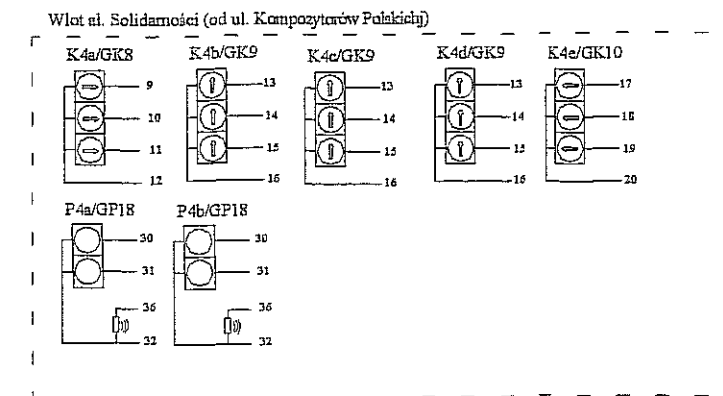 Wlot al. Solidarności (od ul. Kompozytorów Polskichj)
K4a/GK8 K4b/GK9 K4c/GK9 K4d/GK9 K4e/GK10
9 13 13 13 17
10 14 14 14 18
11 15 15 15 19
12 16 16 16 20
P4a/GP18 P4b/GP18
30 30
31 31
36 36
32 32